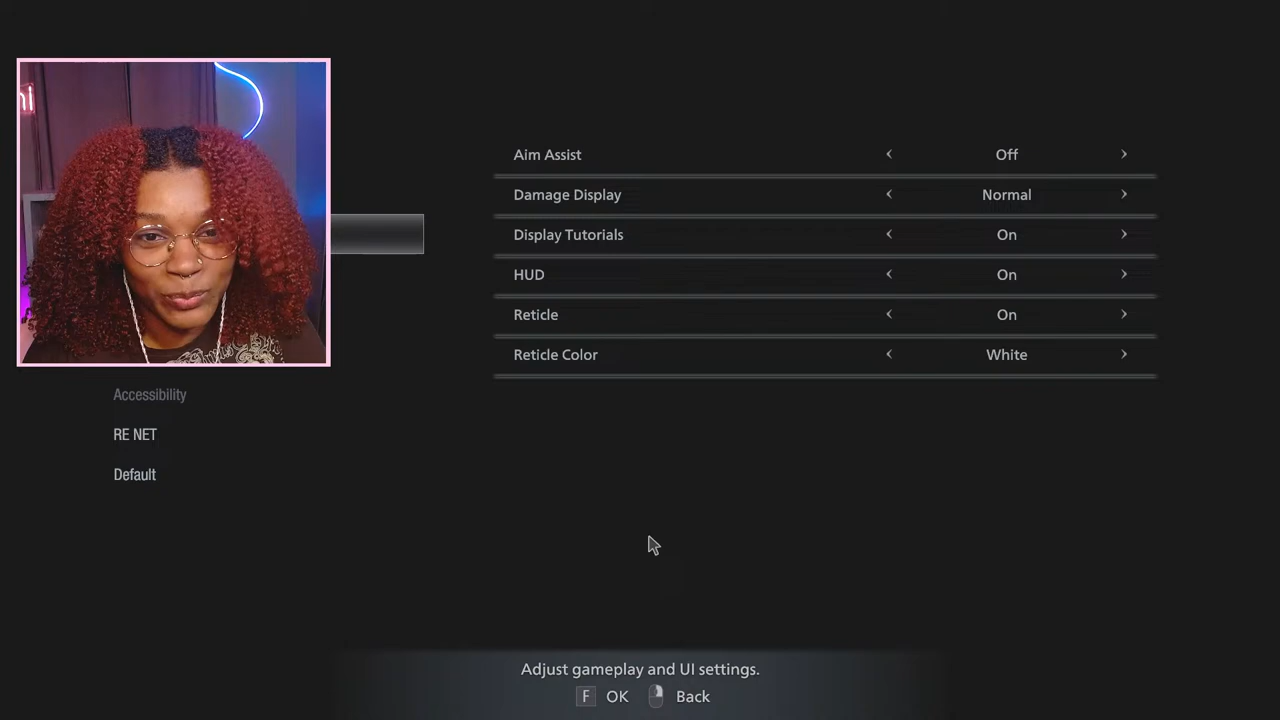 Aim Assist Off
Damage Display Normal
Display Tutorials On
HUD On
Reticle On
Reticle Color White
Accessibility
RE NET
Default
Adjust gameplay and UI settings.
F OK Back